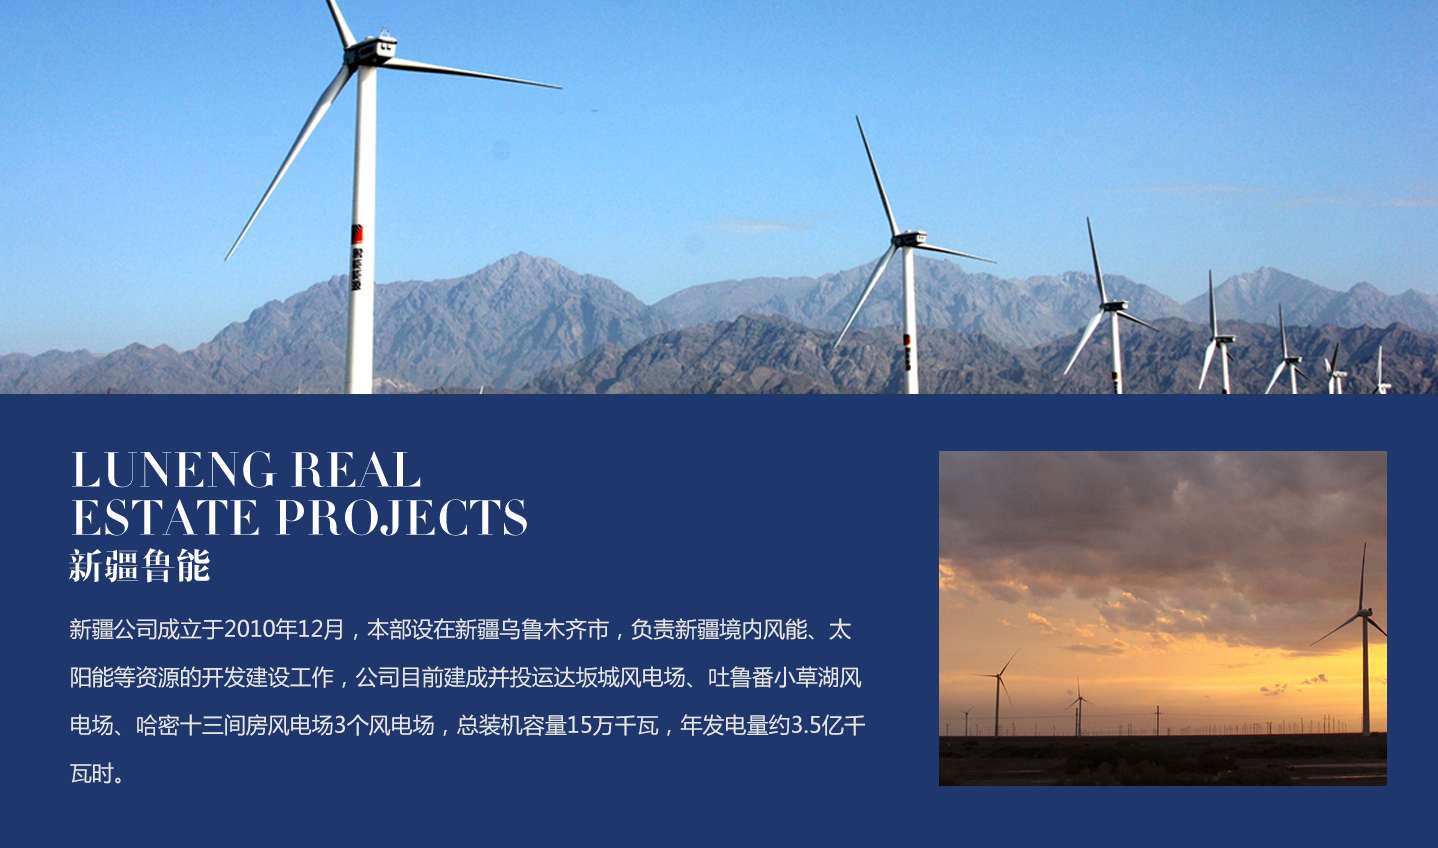 LUNENG REAL
ESTATE PROJECTS
新疆鲁能
新疆公司成立于2010年12月，本部设在新疆乌鲁木齐市，负责新疆境内风能、太
阳能等资源的开发建设工作，公司目前建成并投运达坂城风电场、吐鲁番小草湖风
电场、哈密十三间房风电场3个风电场，总装机容量15万千瓦，年发电量约3.5亿千
瓦时。